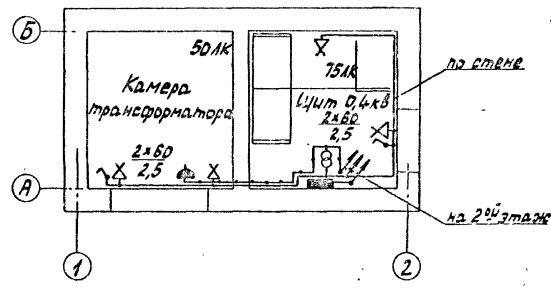 Б
50лк
75лк
по стене
Камера
трансформатора
Щит 0,4кв
2×60
2,5
2×60
2,5
А
на 2ой этаж
1
2